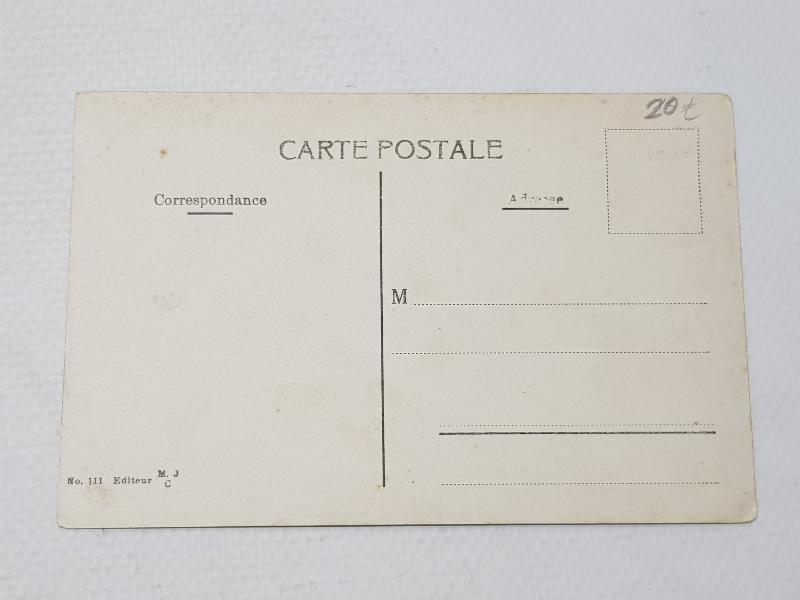 20 €
CARTE POSTALE
Correspondance
Adresse
M
No. 111 Editeur M. J
C